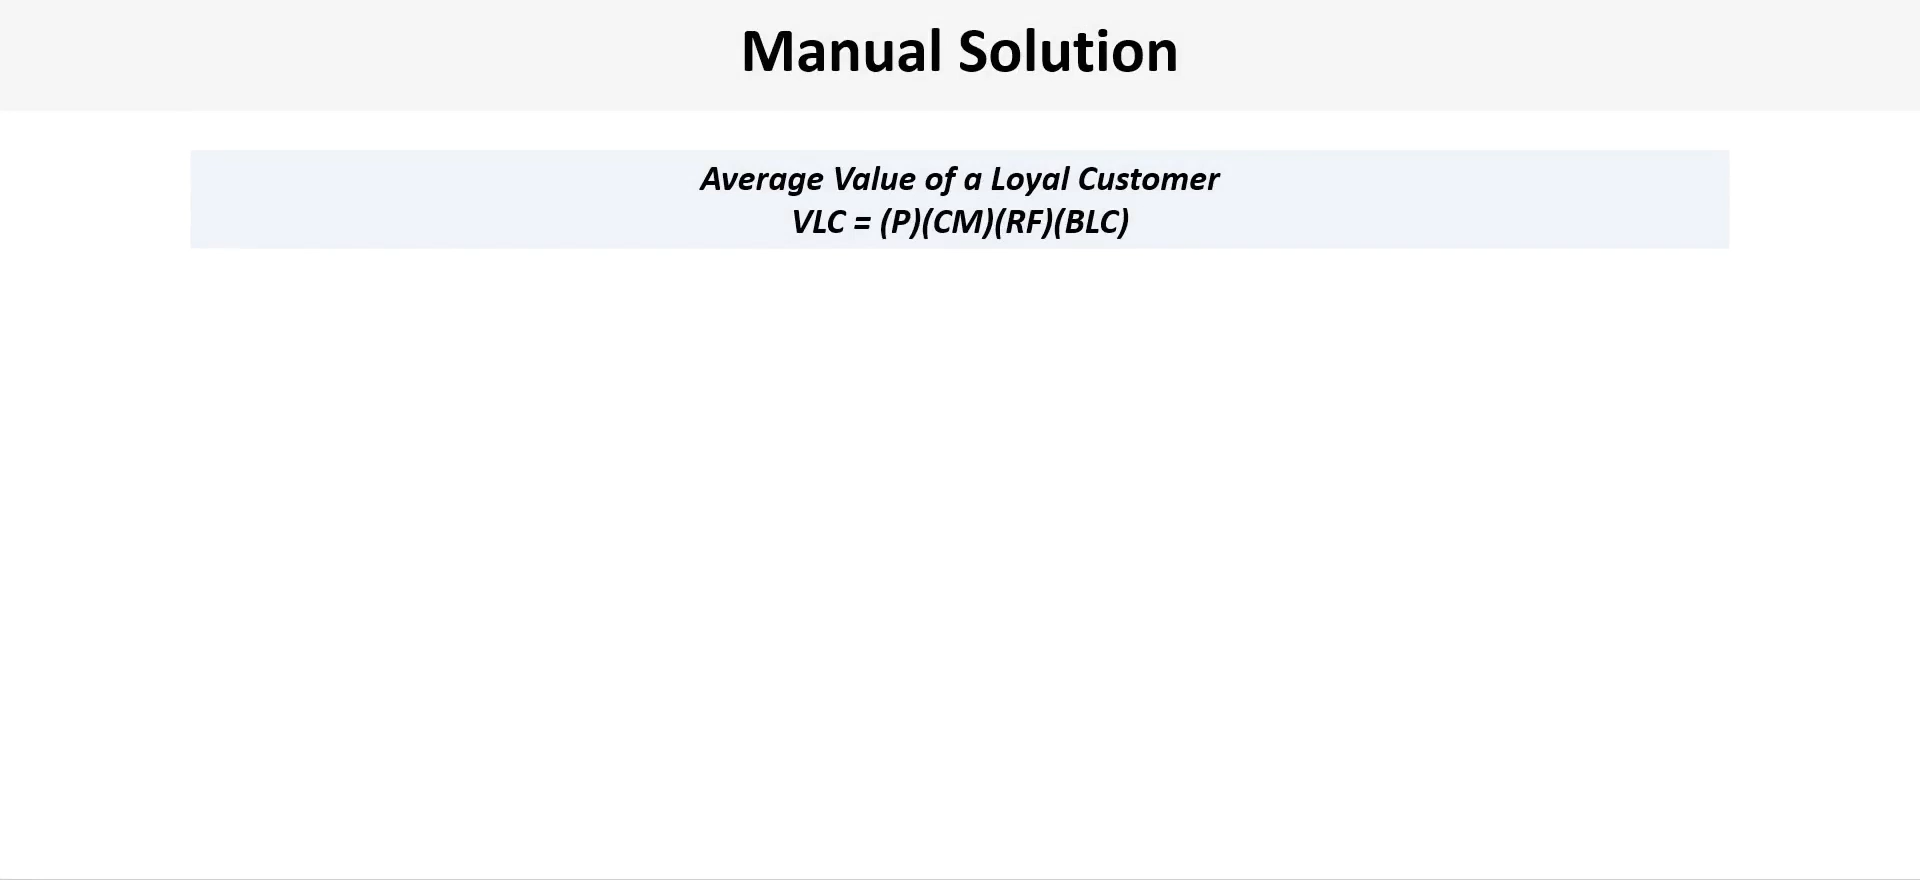 Manual Solution
Average Value of a Loyal Customer
VLC = (P)(CM)(RF)(BLC)